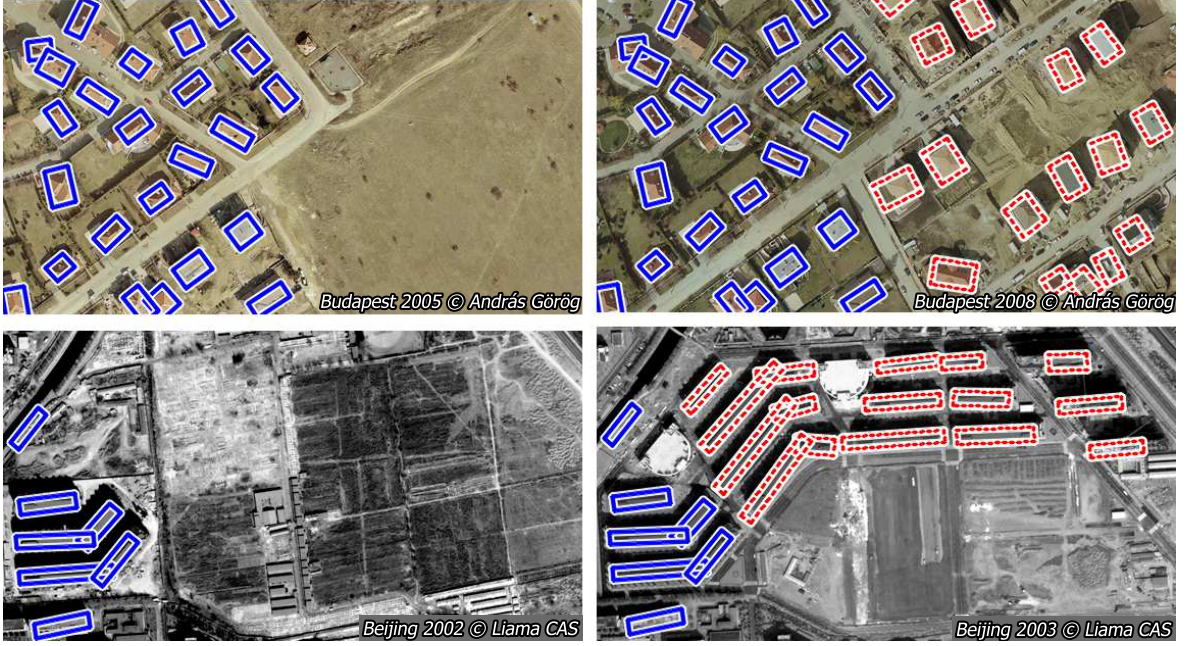 Budapest 2005 © András Görög
Budapest 2008 © András Görög
Beijing 2002 © Liama CAS
Beijing 2003 © Liama CAS